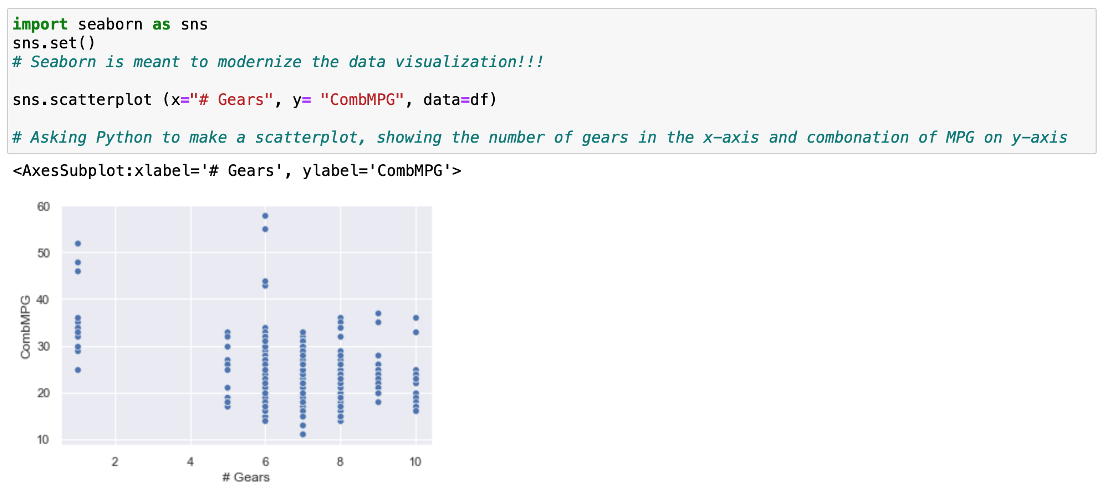 import seaborn as sns
sns.set()
# Seaborn is meant to modernize the data visualization!!!
sns.scatterplot (x="# Gears", y= "CombMPG", data=df)
# Asking Python to make a scatterplot, showing the number of gears in the x-axis and combonation of MPG on y-axis
<AxesSubplot:xlabel='# Gears', ylabel='CombMPG'>
60
50
40
30
20
10
CombMPG
2 4 6 8 10
# Gears